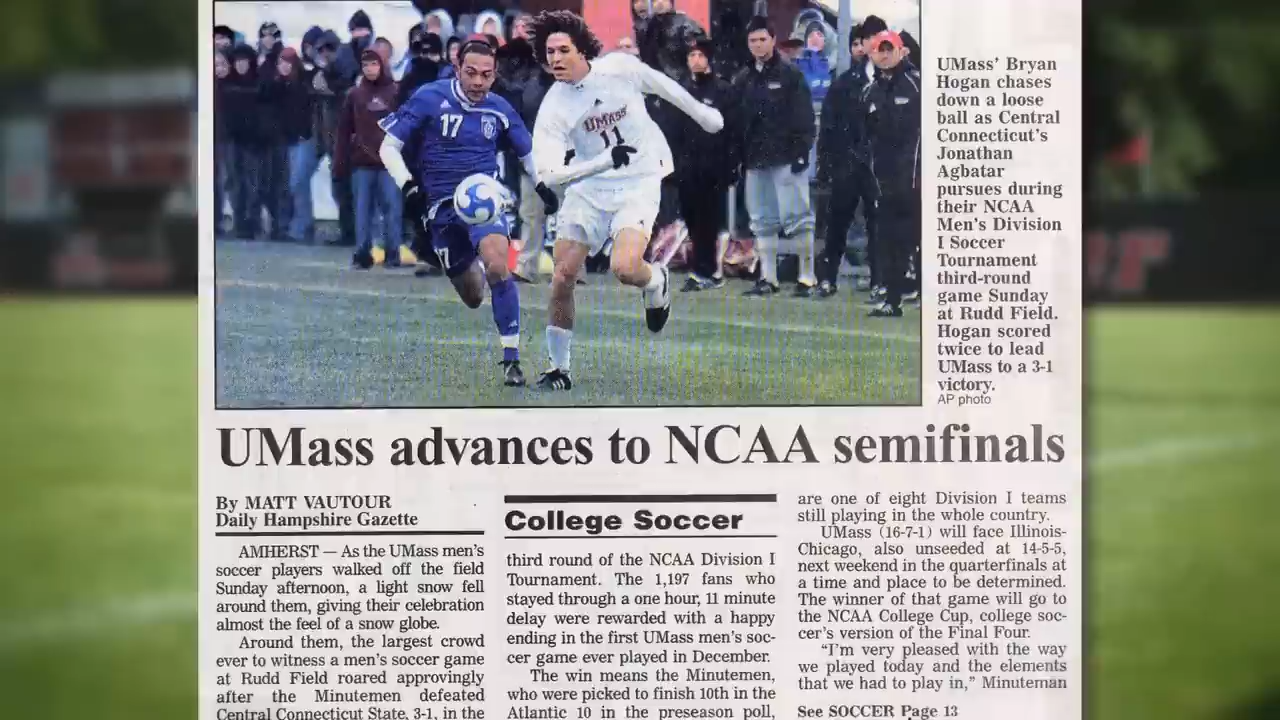 17
UMASS
11
17
UMass' Bryan
Hogan chases
down a loose
ball as Central
Connecticut's
Jonathan
Agbatar
pursues during
their NCAA
Men's Division
I Soccer
Tournament
third-round
game Sunday
at Rudd Field.
Hogan scored
twice to lead
UMass to a 3-1
victory.
AP photo
UMass advances to NCAA semifinals
By MATT VAUTOUR
Daily Hampshire Gazette
AMHERST — As the UMass men's
soccer players walked off the field
Sunday afternoon, a light snow fell
around them, giving their celebration
almost the feel of a snow globe.
Around them, the largest crowd
ever to witness a men's soccer game
at Rudd Field roared approvingly
after the Minutemen defeated
Central Connecticut State, 3-1, in the
College Soccer
third round of the NCAA Division I
Tournament. The 1,197 fans who
stayed through a one hour, 11 minute
delay were rewarded with a happy
ending in the first UMass men's soc-
cer game ever played in December.
The win means the Minutemen,
who were picked to finish 10th in the
Atlantic 10 in the preseason poll,
are one of eight Division I teams
still playing in the whole country.
UMass (16-7-1) will face Illinois-
Chicago, also unseeded at 14-5-5,
next weekend in the quarterfinals at
a time and place to be determined.
The winner of that game will go to
the NCAA College Cup, college soc-
cer's version of the Final Four.
"I'm very pleased with the way
we played today and the elements
that we had to play in," Minuteman
See SOCCER Page 13